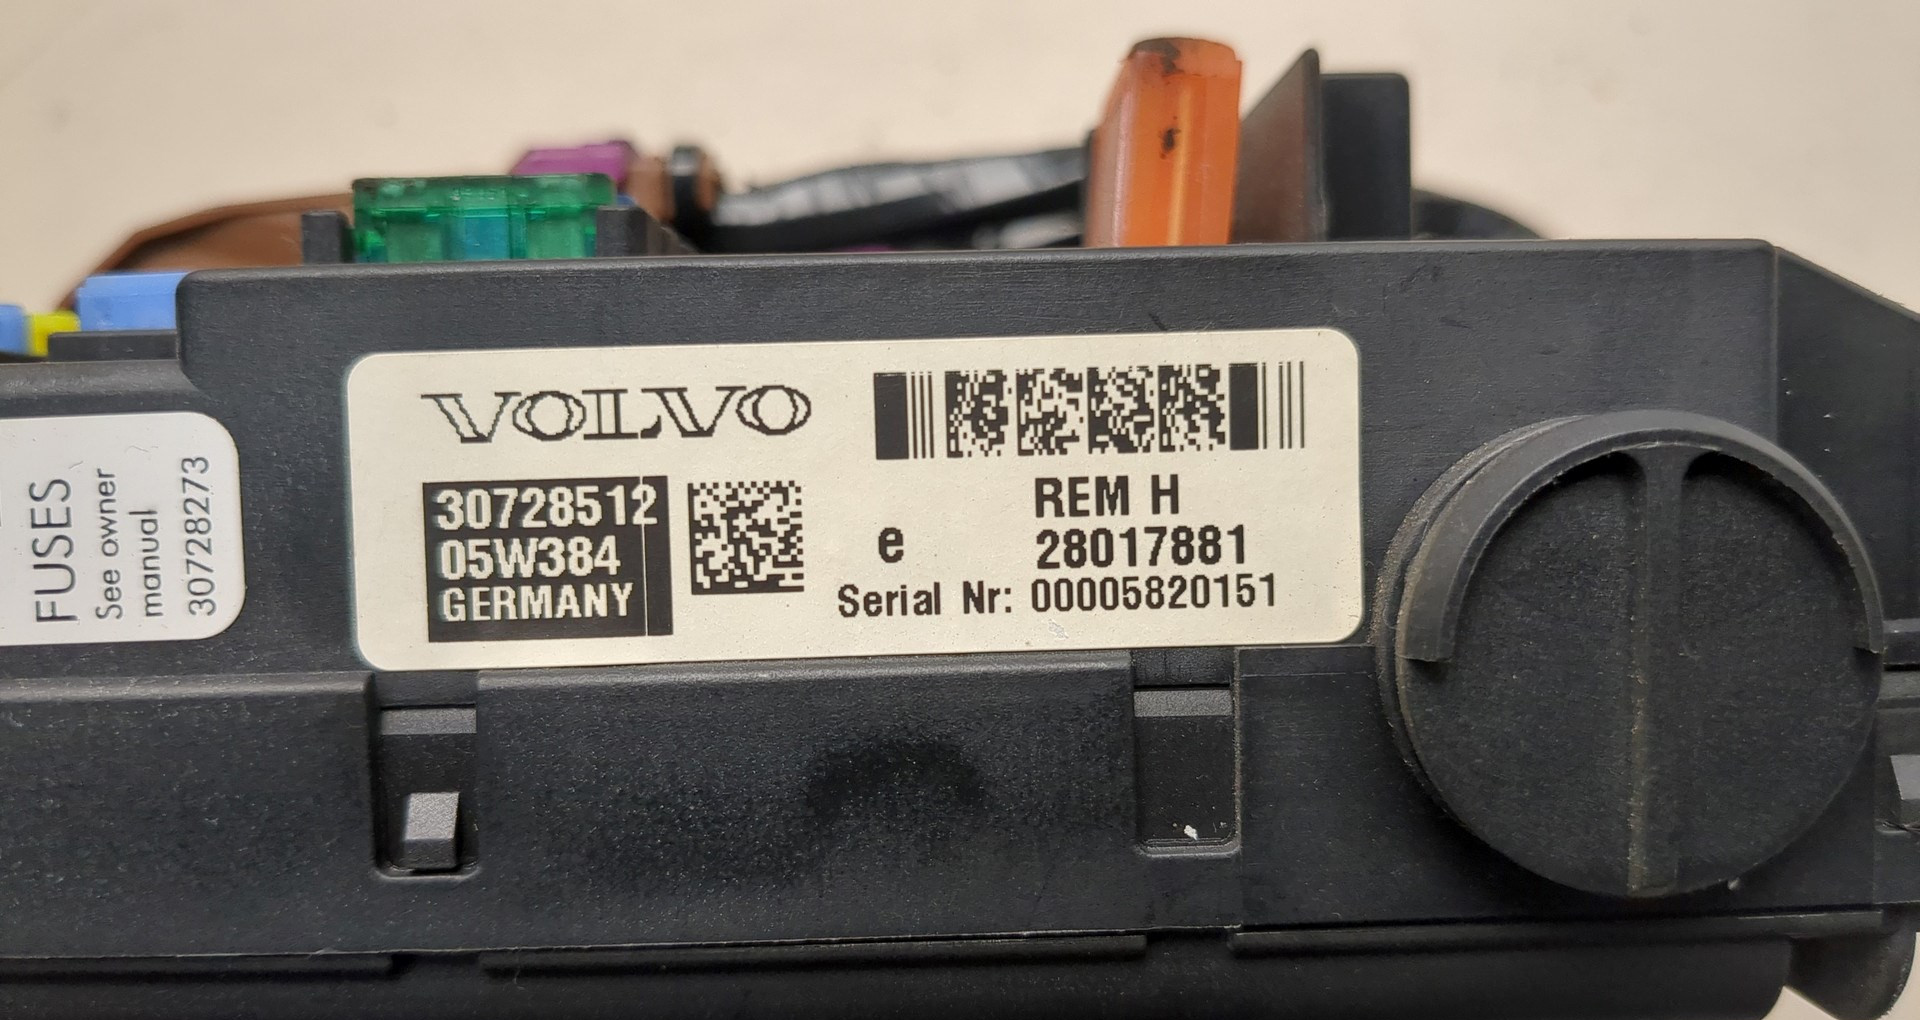 FUSES
See owner
manual
30728273
VOLVO
30728512
05W384
GERMANY
REM H
e 28017881
Serial Nr: 00005820151